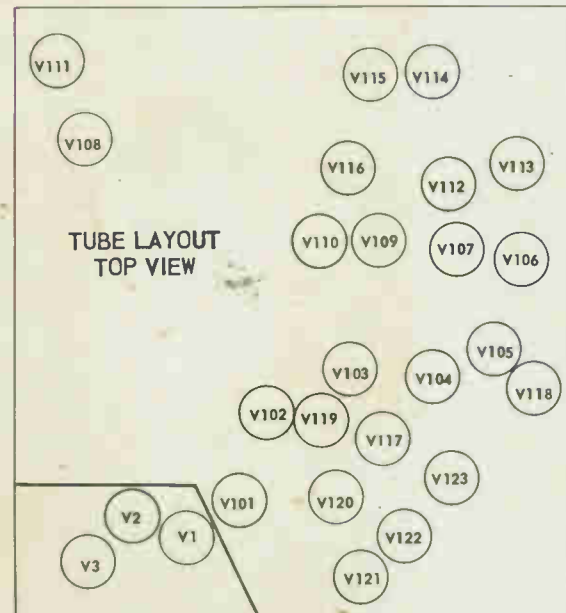 V111
V115
V114
V108
V116
V113
V112
V110
V109
V107
V106
TUBE LAYOUT
TOP VIEW
V105
V103
V104
V118
V102
V119
V117
V123
V101
V120
V2
V1
V122
V3
V121